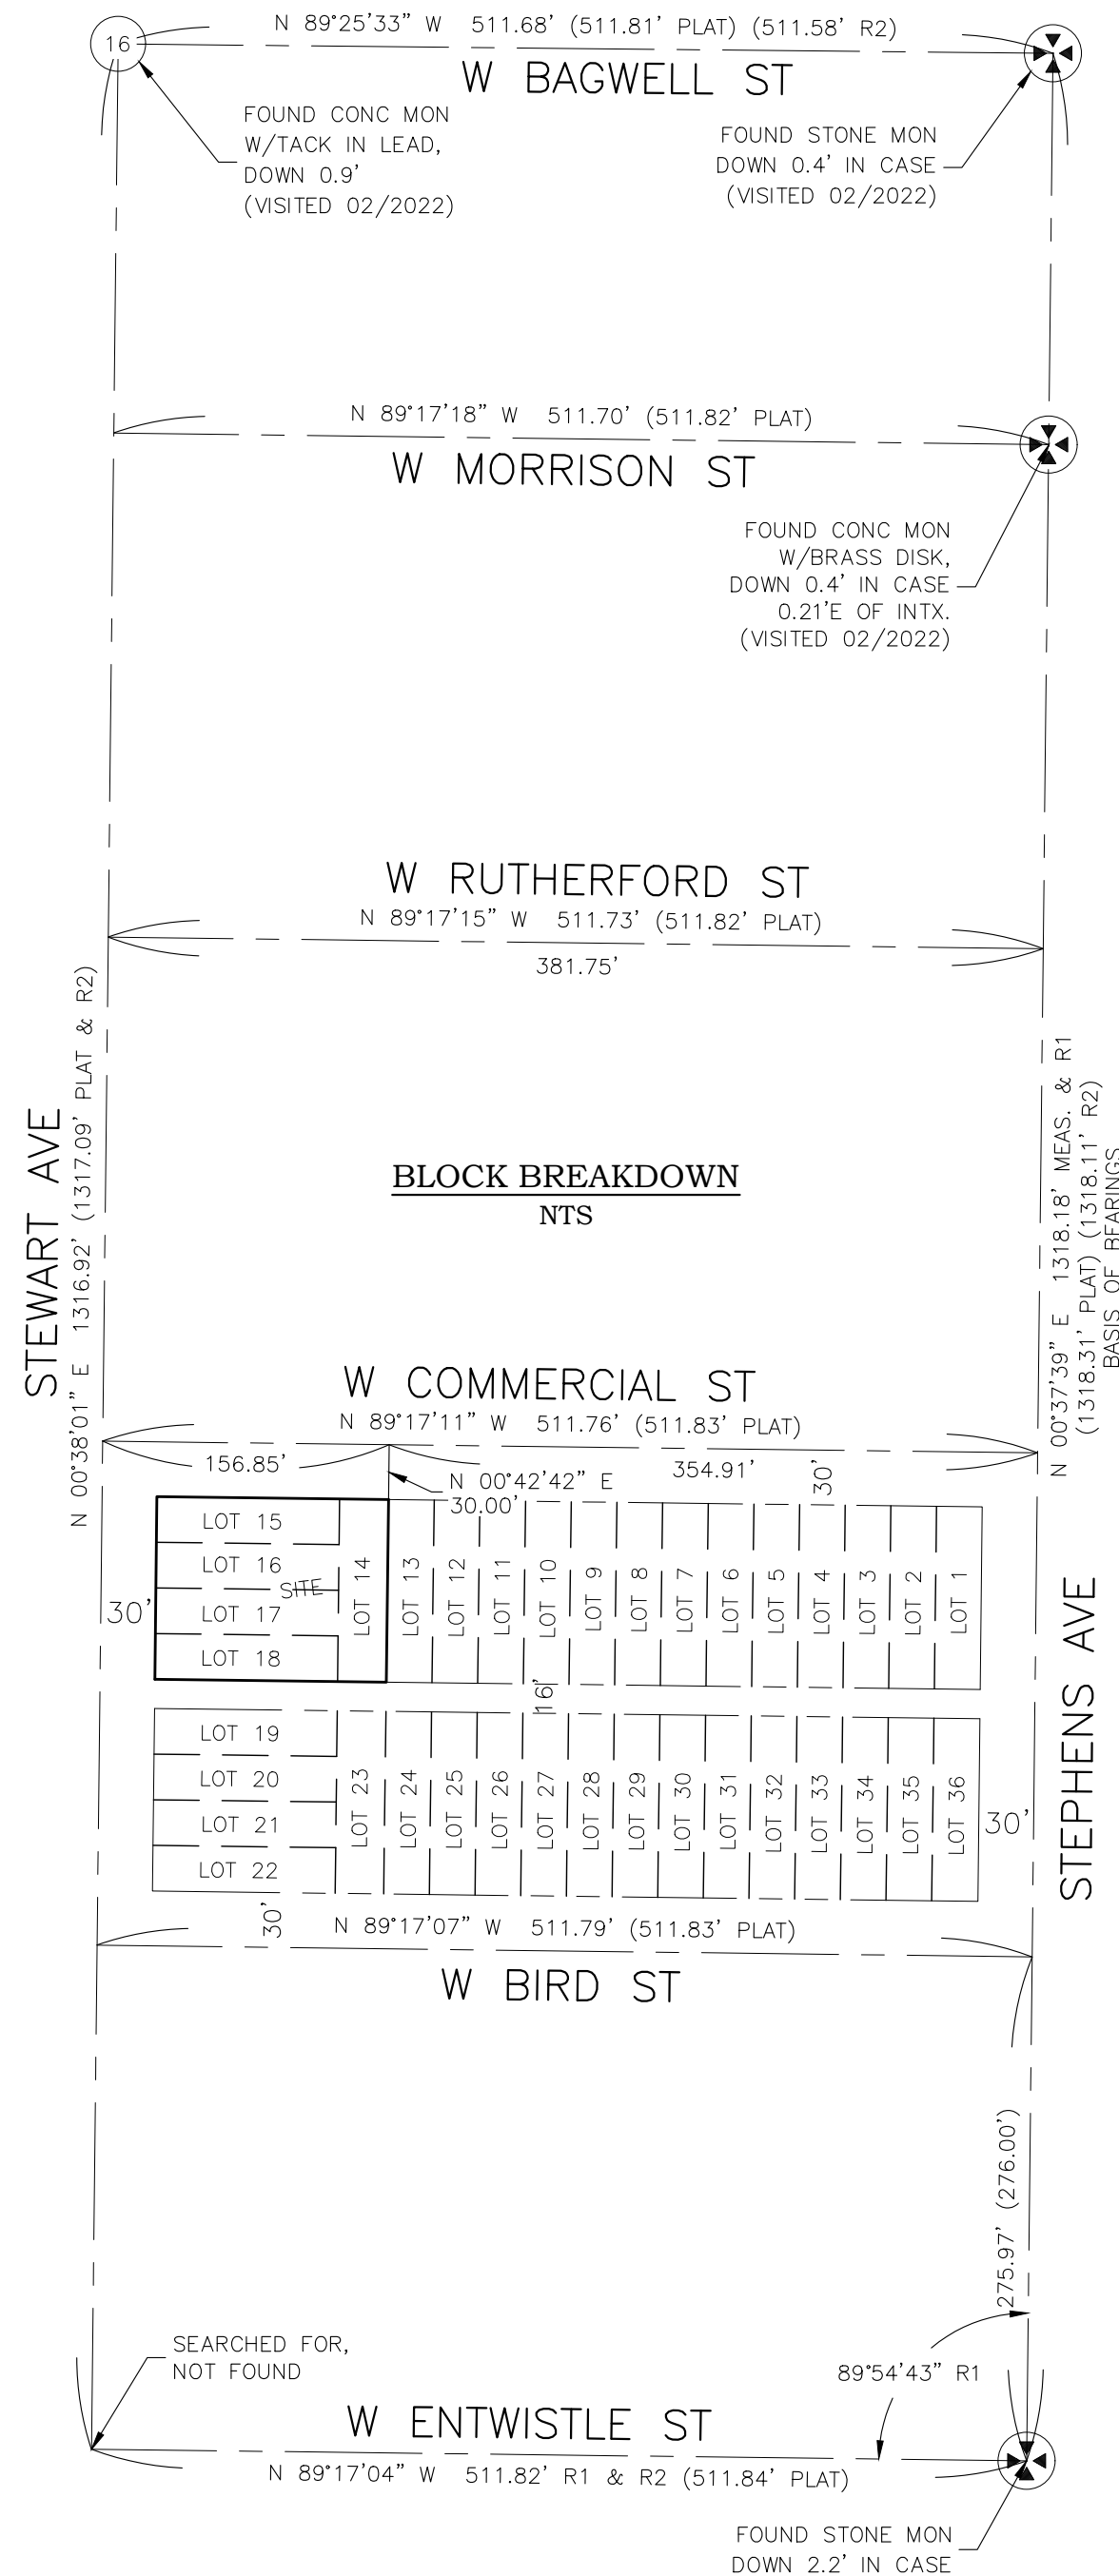 N 89°25'33" W 511.68' (511.81' PLAT) (511.58' R2)
16
W BAGWELL ST
FOUND CONC MON
W/TACK IN LEAD,
DOWN 0.9'
(VISITED 02/2022)
FOUND STONE MON
DOWN 0.4' IN CASE
(VISITED 02/2022)
N 89°17'18" W 511.70' (511.82' PLAT)
W MORRISON ST
FOUND CONC MON
W/BRASS DISK,
DOWN 0.4' IN CASE
0.21'E OF INTX.
(VISITED 02/2022)
W RUTHERFORD ST
N 89°17'15" W 511.73' (511.82' PLAT)
381.75'
STEWART AVE
N 00°38'01" E 1316.92' (1317.09' PLAT & R2)
BLOCK BREAKDOWN
NTS
N 00°37'39" E 1318.18' MEAS. & R1
(1318.31' PLAT) (1318.11' R2)
BASIS OF BEARINGS
W COMMERCIAL ST
N 89°17'11" W 511.76' (511.83' PLAT)
156.85'
354.91'
30'
N 00°42'42" E
30.00'
LOT 15
LOT 16
SITE
LOT 17
LOT 18
30'
LOT 14
LOT 13
LOT 12
LOT 11
LOT 10
LOT 9
LOT 8
LOT 7
LOT 6
LOT 5
LOT 4
LOT 3
LOT 2
LOT 1
16'
STEPHENS AVE
LOT 19
LOT 20
LOT 21
LOT 22
LOT 23
LOT 24
LOT 25
LOT 26
LOT 27
LOT 28
LOT 29
LOT 30
LOT 31
LOT 32
LOT 33
LOT 34
LOT 35
LOT 36
30'
30'
N 89°17'07" W 511.79' (511.83' PLAT)
W BIRD ST
275.97' (276.00')
SEARCHED FOR,
NOT FOUND
89°54'43" R1
W ENTWISTLE ST
N 89°17'04" W 511.82' R1 & R2 (511.84' PLAT)
FOUND STONE MON
DOWN 2.2' IN CASE